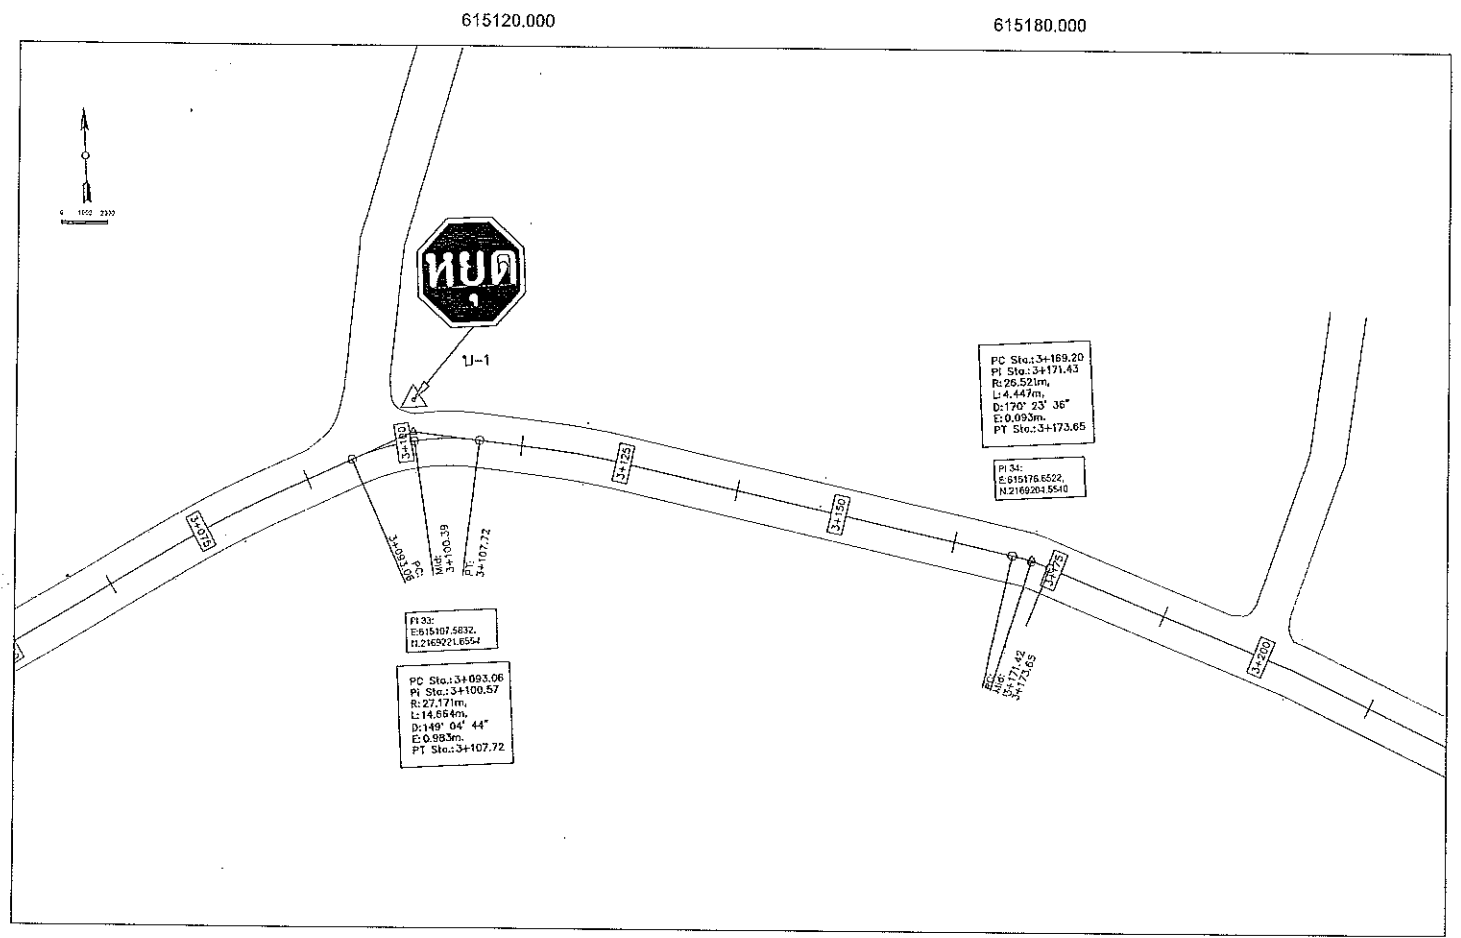 615120.000
615180.000
0 1000 2000
หยุด
บ-1
PC Sta.:3+169.20
PI Sta.:3+171.43
R:26.521m,
L:4.447m,
D:170° 23' 36"
E:0.093m.
PT Sta.:3+173.65
PI 34:
E:615176.6522,
N.2169204.5540
3+100
3+125
3+150
3+175
3+200
3+075
PC:
3+093.06
Mid:
3+100.39
PT:
3+107.72
PC:
Mid:
3+171.42
3+173.65
PI 33:
E:615107.5832,
N.2169221.6554
PC Sta.:3+093.06
PI Sta.:3+100.57
R:27.171m,
L:14.664m,
D:149° 04' 44"
E:0.983m.
PT Sta.:3+107.72